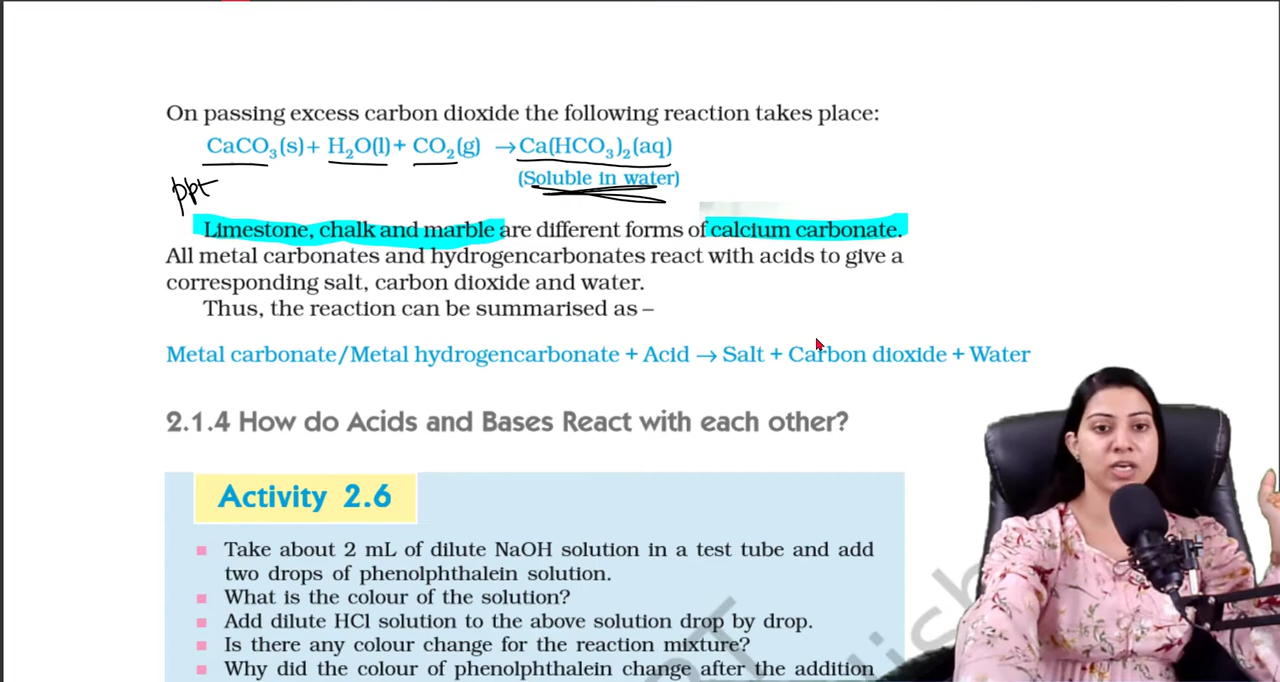 On passing excess carbon dioxide the following reaction takes place:
CaCO₃(s)+ H₂O(l)+ CO₂(g) →Ca(HCO₃)₂(aq)
(Soluble in water)
ppt
Limestone, chalk and marble are different forms of calcium carbonate.
All metal carbonates and hydrogencarbonates react with acids to give a
corresponding salt, carbon dioxide and water.
Thus, the reaction can be summarised as –
Metal carbonate/Metal hydrogencarbonate + Acid → Salt + Carbon dioxide + Water
2.1.4 How do Acids and Bases React with each other?
Activity 2.6
Take about 2 mL of dilute NaOH solution in a test tube and add
two drops of phenolphthalein solution.
What is the colour of the solution?
Add dilute HCl solution to the above solution drop by drop.
Is there any colour change for the reaction mixture?
Why did the colour of phenolphthalein change after the addition